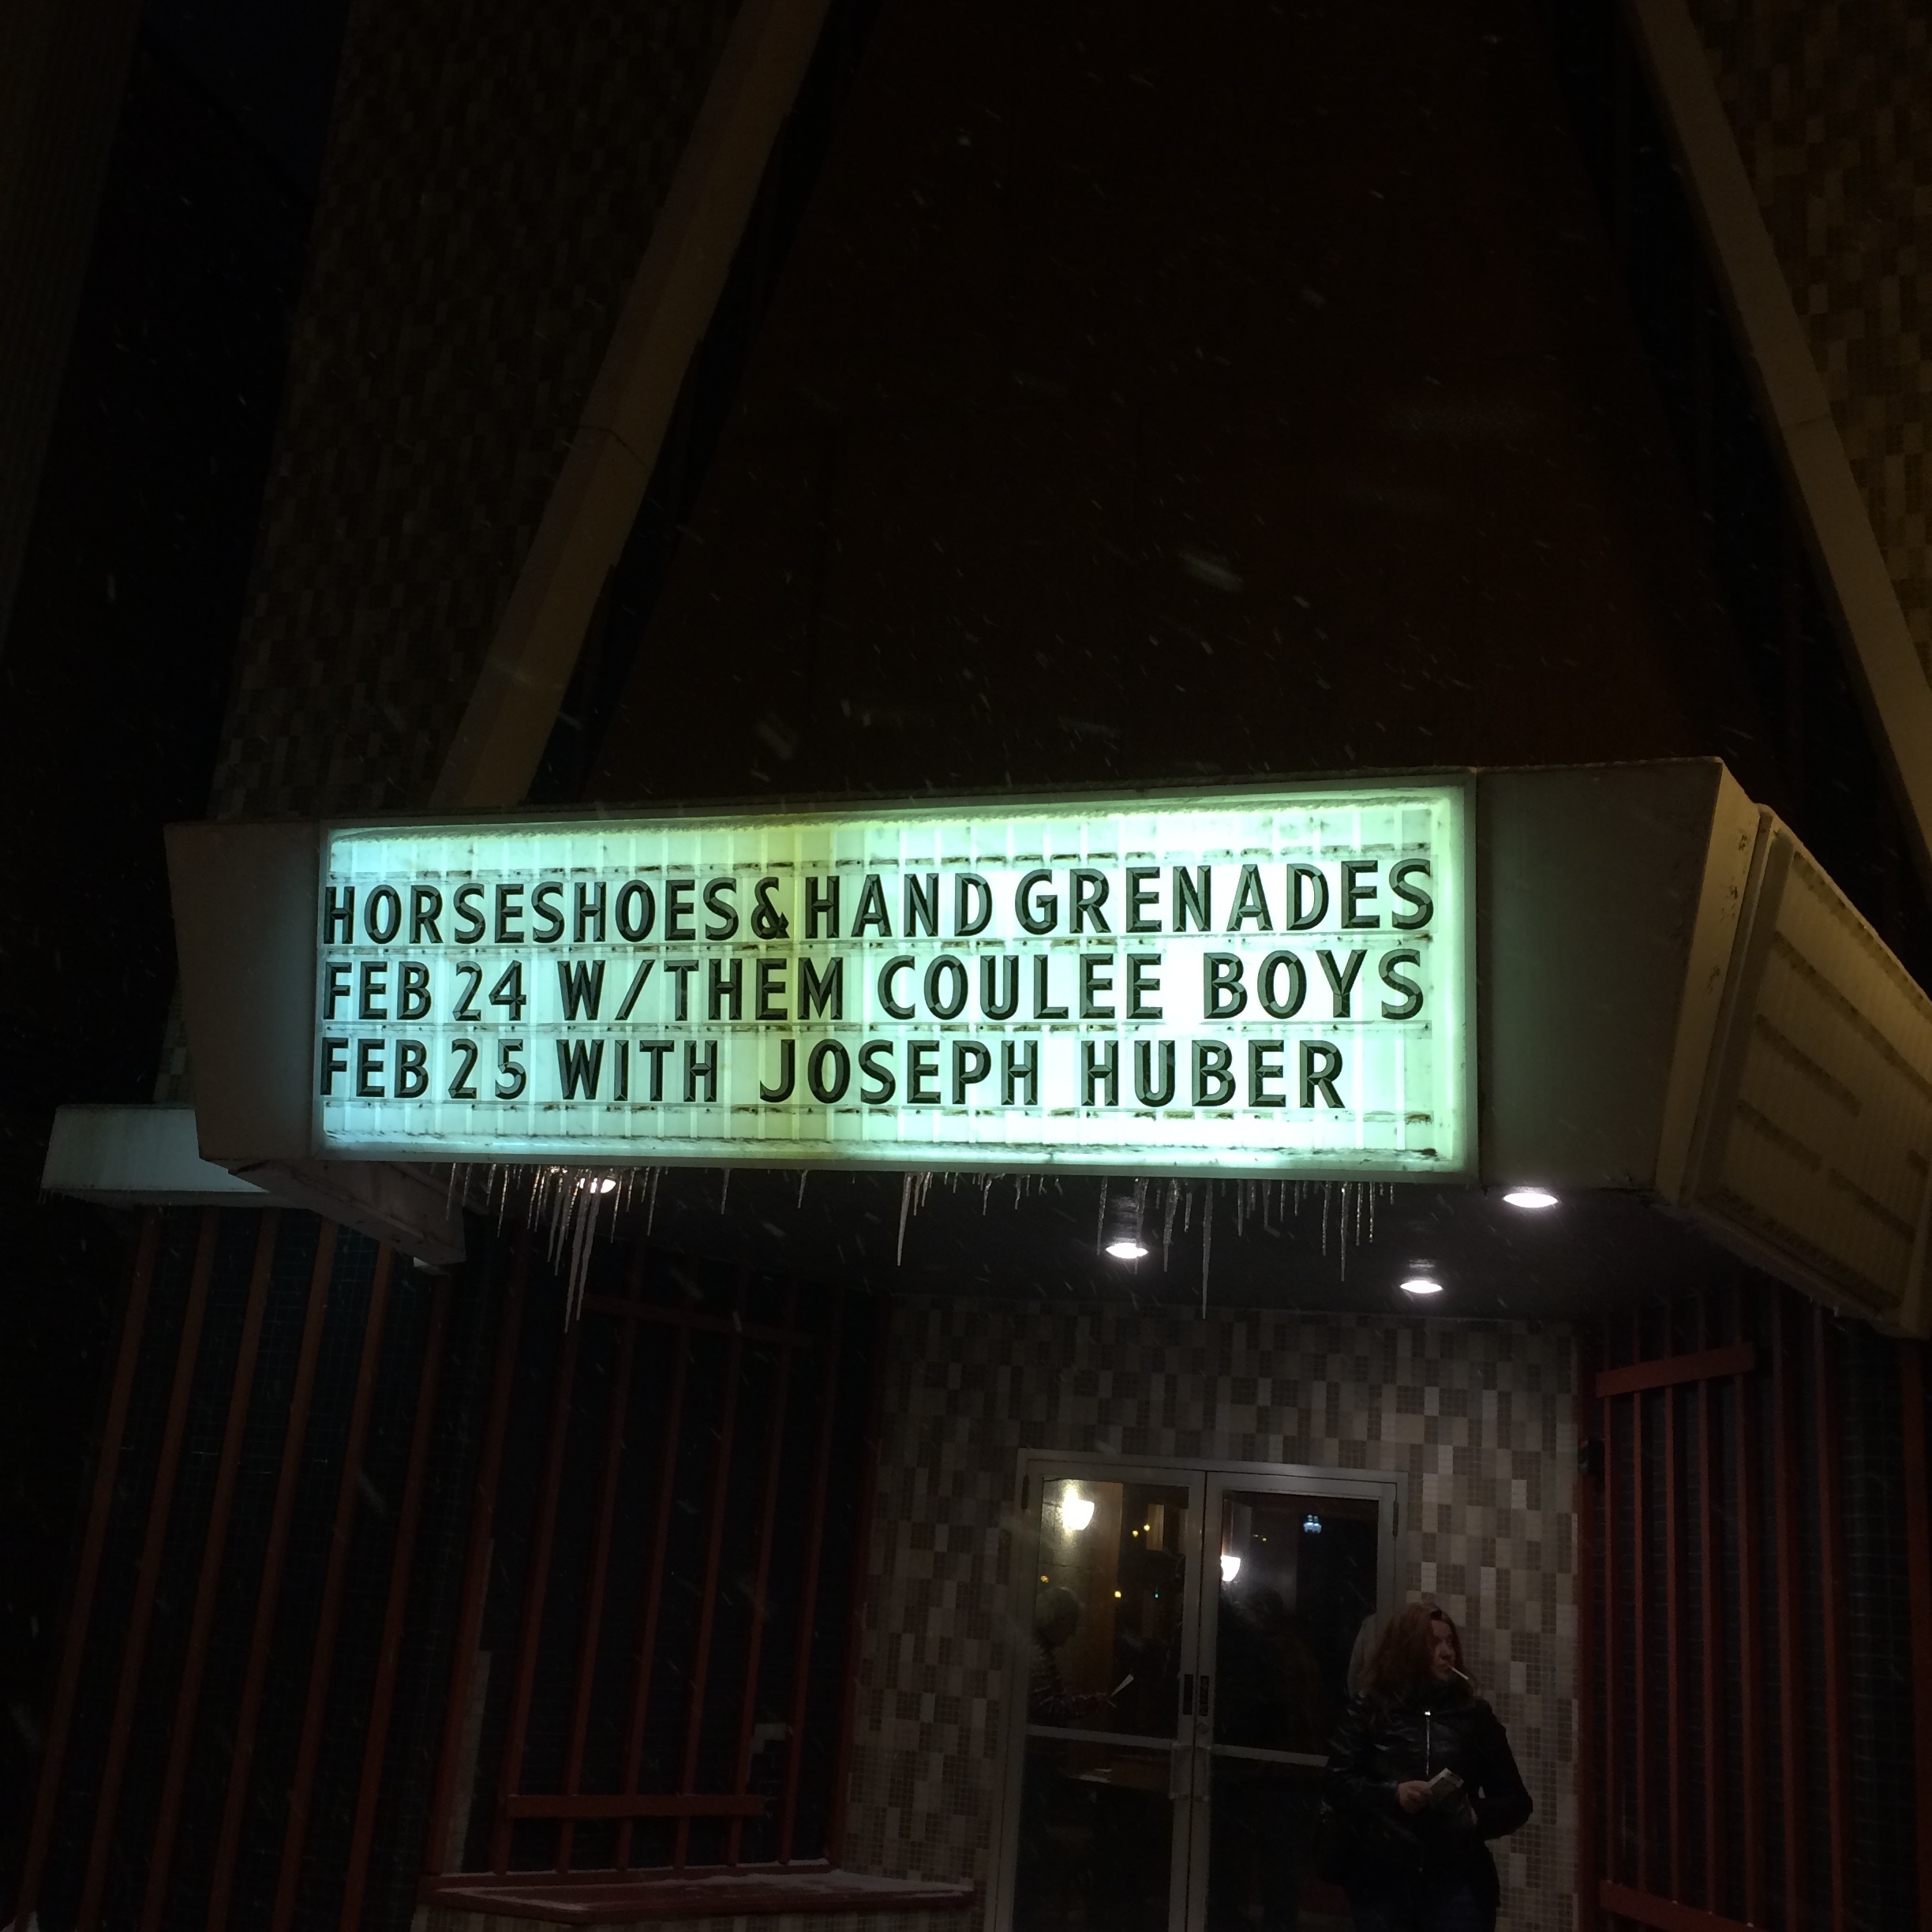 HORSESHOES & HAND GRENADES
FEB 24 W/THEM COULEE BOYS
FEB 25 WITH JOSEPH HUBER